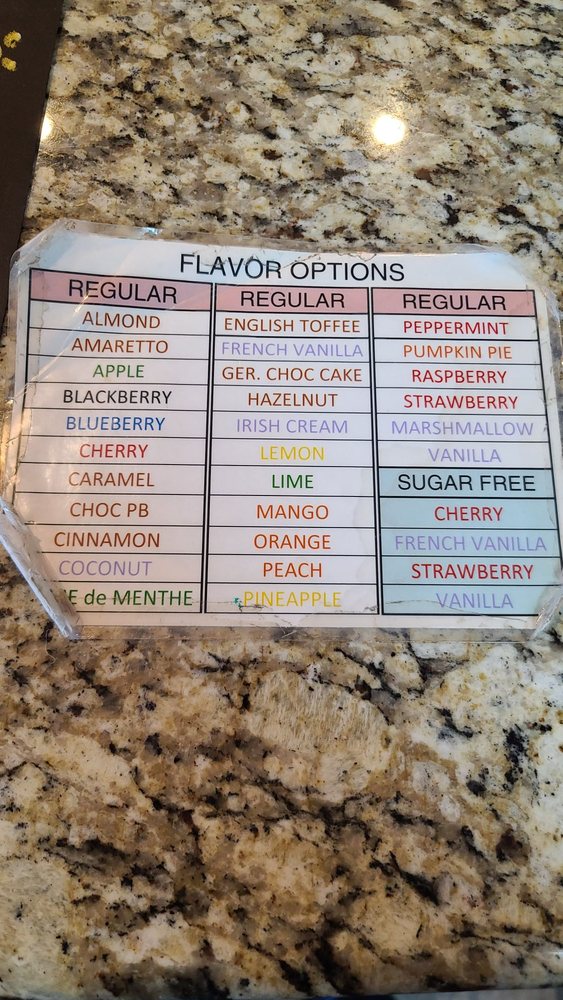 FLAVOR OPTIONS
REGULAR
ALMOND
AMARETTO
APPLE
BLACKBERRY
BLUEBERRY
CHERRY
CARAMEL
CHOC PB
CINNAMON
COCONUT
de MENTHE
REGULAR
ENGLISH TOFFEE
FRENCH VANILLA
GER. CHOC CAKE
HAZELNUT
IRISH CREAM
LEMON
LIME
MANGO
ORANGE
PEACH
PINEAPPLE
REGULAR
PEPPERMINT
PUMPKIN PIE
RASPBERRY
STRAWBERRY
MARSHMALLOW
VANILLA
SUGAR FREE
CHERRY
FRENCH VANILLA
STRAWBERRY
VANILLA